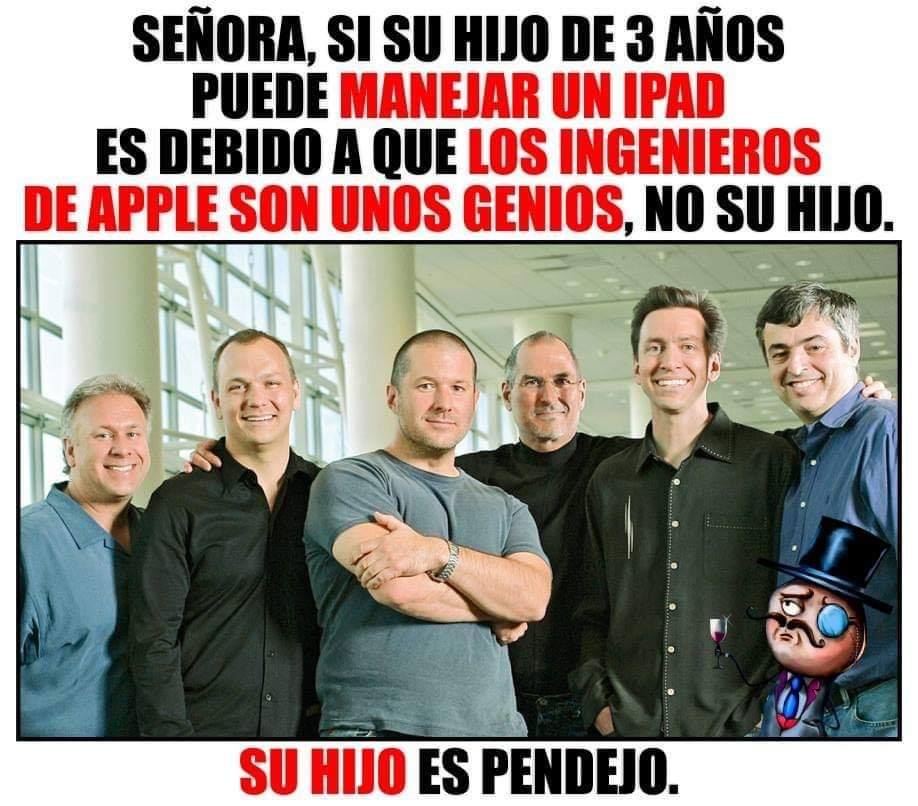 SEÑORA, SI SU HIJO DE 3 AÑOS
PUEDE MANEJAR UN IPAD
ES DEBIDO A QUE LOS INGENIEROS
DE APPLE SON UNOS GENIOS, NO SU HIJO.
SU HIJO ES PENDEJO.